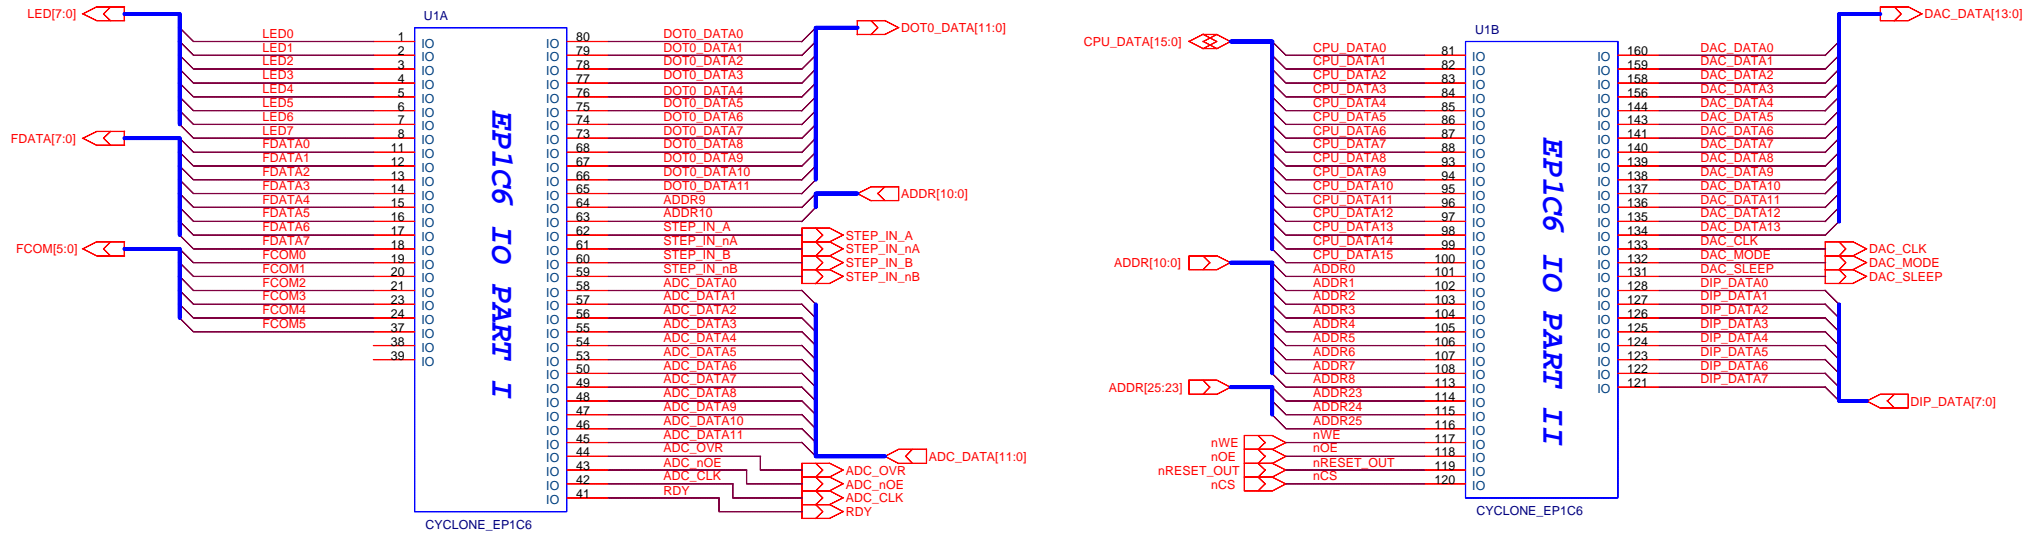 LED[7:0]
FDATA[7:0]
FCOM[5:0]
U1A
LED0 1 IO
LED1 2 IO
LED2 3 IO
LED3 4 IO
LED4 5 IO
LED5 6 IO
LED6 7 IO
LED7 8 IO
FDATA0 11 IO
FDATA1 12 IO
FDATA2 13 IO
FDATA3 14 IO
FDATA4 15 IO
FDATA5 16 IO
FDATA6 17 IO
FDATA7 18 IO
FCOM0 19 IO
FCOM1 20 IO
FCOM2 21 IO
FCOM3 23 IO
FCOM4 24 IO
FCOM5 37 IO
38 IO
39 IO
EP1C6 IO PART I
IO 80 DOT0_DATA0
IO 79 DOT0_DATA1
IO 78 DOT0_DATA2
IO 77 DOT0_DATA3
IO 76 DOT0_DATA4
IO 75 DOT0_DATA5
IO 74 DOT0_DATA6
IO 73 DOT0_DATA7
IO 68 DOT0_DATA8
IO 67 DOT0_DATA9
IO 66 DOT0_DATA10
IO 65 DOT0_DATA11
IO 64 ADDR9
IO 63 ADDR10
IO 62 STEP_IN_A
IO 61 STEP_IN_nA
IO 60 STEP_IN_B
IO 59 STEP_IN_nB
IO 58 ADC_DATA0
IO 57 ADC_DATA1
IO 56 ADC_DATA2
IO 55 ADC_DATA3
IO 54 ADC_DATA4
IO 53 ADC_DATA5
IO 50 ADC_DATA6
IO 49 ADC_DATA7
IO 48 ADC_DATA8
IO 47 ADC_DATA9
IO 46 ADC_DATA10
IO 45 ADC_DATA11
IO 44 ADC_OVR
IO 43 ADC_nOE
IO 42 ADC_CLK
IO 41 RDY
CYCLONE_EP1C6
DOT0_DATA[11:0]
ADDR[10:0]
STEP_IN_A
STEP_IN_nA
STEP_IN_B
STEP_IN_nB
ADC_DATA[11:0]
ADC_OVR
ADC_nOE
ADC_CLK
RDY
CPU_DATA[15:0]
ADDR[10:0]
ADDR[25:23]
nWE
nOE
nRESET_OUT
nCS
U1B
CPU_DATA0 81 IO
CPU_DATA1 82 IO
CPU_DATA2 83 IO
CPU_DATA3 84 IO
CPU_DATA4 85 IO
CPU_DATA5 86 IO
CPU_DATA6 87 IO
CPU_DATA7 88 IO
CPU_DATA8 93 IO
CPU_DATA9 94 IO
CPU_DATA10 95 IO
CPU_DATA11 96 IO
CPU_DATA12 97 IO
CPU_DATA13 98 IO
CPU_DATA14 99 IO
CPU_DATA15 100 IO
ADDR0 101 IO
ADDR1 102 IO
ADDR2 103 IO
ADDR3 104 IO
ADDR4 105 IO
ADDR5 106 IO
ADDR6 107 IO
ADDR7 108 IO
ADDR8 113 IO
ADDR23 114 IO
ADDR24 115 IO
ADDR25 116 IO
nWE 117 IO
nOE 118 IO
nRESET_OUT 119 IO
nCS 120 IO
EP1C6 IO PART II
IO 160 DAC_DATA0
IO 159 DAC_DATA1
IO 158 DAC_DATA2
IO 156 DAC_DATA3
IO 144 DAC_DATA4
IO 143 DAC_DATA5
IO 141 DAC_DATA6
IO 140 DAC_DATA7
IO 139 DAC_DATA8
IO 138 DAC_DATA9
IO 137 DAC_DATA10
IO 136 DAC_DATA11
IO 135 DAC_DATA12
IO 134 DAC_DATA13
IO 133 DAC_CLK
IO 132 DAC_MODE
IO 131 DAC_SLEEP
IO 128 DIP_DATA0
IO 127 DIP_DATA1
IO 126 DIP_DATA2
IO 125 DIP_DATA3
IO 124 DIP_DATA4
IO 123 DIP_DATA5
IO 122 DIP_DATA6
IO 121 DIP_DATA7
CYCLONE_EP1C6
DAC_DATA[13:0]
DAC_CLK
DAC_MODE
DAC_SLEEP
DIP_DATA[7:0]